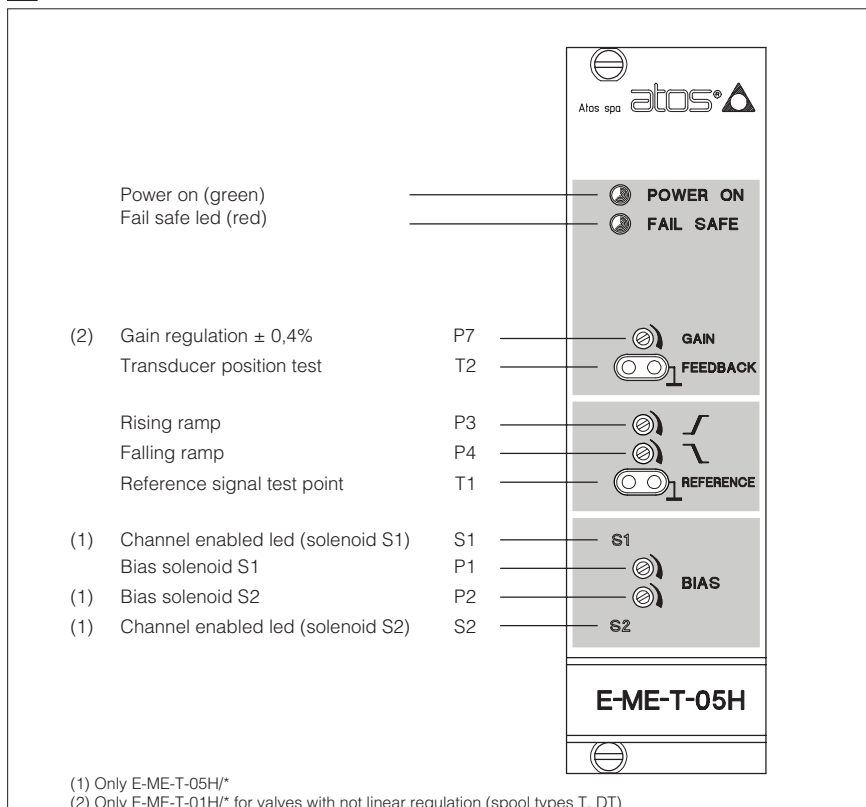 Atos spa atos®
Power on (green) POWER ON
Fail safe led (red) FAIL SAFE
(2) Gain regulation ± 0,4% P7 GAIN
Transducer position test T2 FEEDBACK
Rising ramp P3
Falling ramp P4
Reference signal test point T1 REFERENCE
(1) Channel enabled led (solenoid S1) S1 S1
Bias solenoid S1 P1
BIAS
(1) Bias solenoid S2 P2
(1) Channel enabled led (solenoid S2) S2 S2
E-ME-T-05H
(1) Only E-ME-T-05H/*
(2) Only E-ME-T-01H/* for valves with not linear regulation (spool types T, DT)